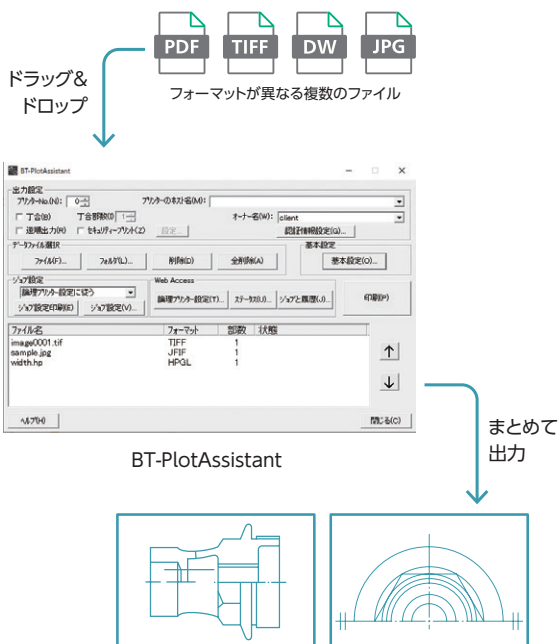 PDF TIFF DW JPG
フォーマットが異なる複数のファイル
ドラッグ&
ドロップ
BT-PlotAssistant
出力設定
プリンターNo.(N): 0 プリンターのホスト名(M):
丁合(B) 丁合部数(I) 1 オーナー名(W): client
逆順出力(R) セキュリティープリント(Z) 設定... 認証情報設定(Q)...
データファイル選択 基本設定
ファイル(F)... フォルダ(L)... 削除(D) 全削除(A) 基本設定(O)...
ジョブ設定 Web Access
論理プリンター設定に従う
論理プリンター設定(T)... ステータス(U)... ジョブと履歴(J)... 印刷(P)
ジョブ設定印刷(E) ジョブ設定(V)...
ファイル名 フォーマット 部数 状態
image0001.tif TIFF 1
sample.jpg JFIF 1
width.hp HPGL 1
↑
↓
ヘルプ(H) 閉じる(C)
BT-PlotAssistant
まとめて
出力